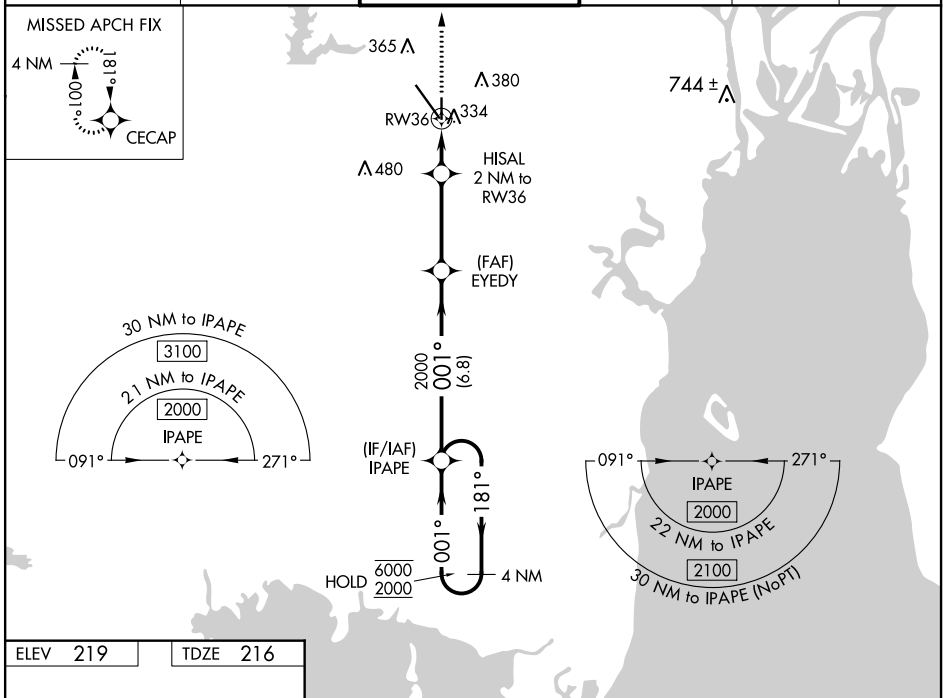 MISSED APCH FIX
4 NM
181°
001°
CECAP
365
380
744 ±
RW36
334
480
HISAL
2 NM to
RW36
(FAF)
EYEDY
30 NM to IPAPE
3100
21 NM to IPAPE
2000
IPAPE
091°
271°
2000
001°
(6.8)
(IF/IAF)
IPAPE
181°
001°
HOLD
6000
2000
4 NM
091°
271°
IPAPE
2000
22 NM to IPAPE
2100
30 NM to IPAPE (NoPT)
ELEV 219
TDZE 216